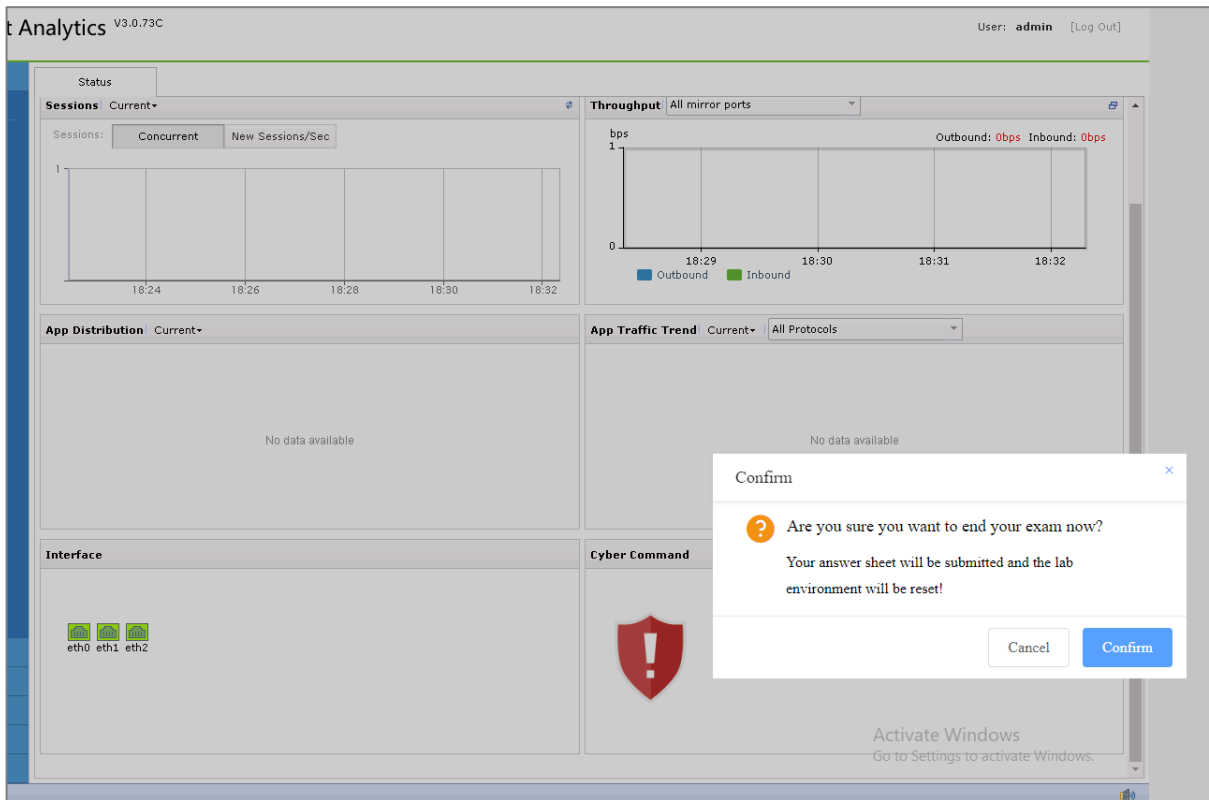 t Analytics V3.0.73C
User: admin [Log Out]
Status
Sessions Current
Throughput All mirror ports
Sessions: Concurrent New Sessions/Sec
bps
Outbound: 0bps Inbound: 0bps
1
1
0
18:29 18:30 18:31 18:32
Outbound Inbound
18:24 18:26 18:28 18:30 18:32
App Distribution Current
App Traffic Trend Current All Protocols
No data available
No data available
Confirm
×
Are you sure you want to end your exam now?
Your answer sheet will be submitted and the lab
environment will be reset!
Cancel Confirm
Interface
Cyber Command
eth0 eth1 eth2
Activate Windows
Go to Settings to activate Windows.